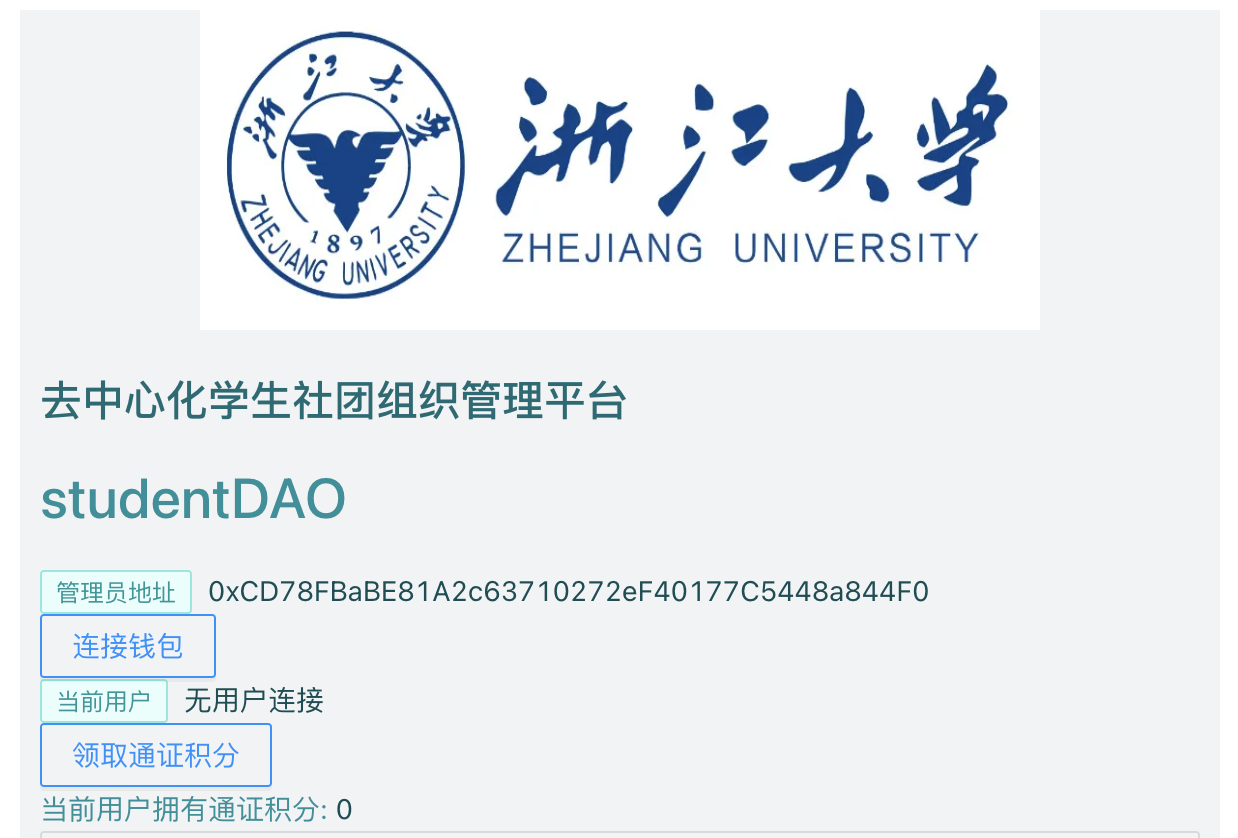 浙江大学
ZHEJIANG UNIVERSITY
1897
浙江大学
ZHEJIANG UNIVERSITY
去中心化学生社团组织管理平台
studentDAO
管理员地址 0xCD78FBaBE81A2c63710272eF40177C5448a844F0
连接钱包
当前用户 无用户连接
领取通证积分
当前用户拥有通证积分: 0